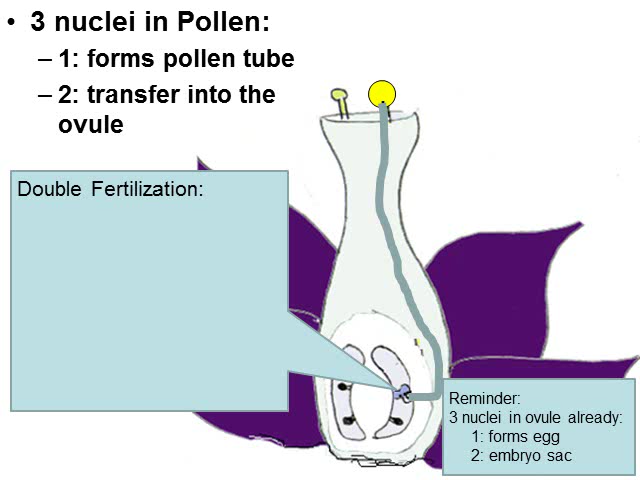 • 3 nuclei in Pollen:
– 1: forms pollen tube
– 2: transfer into the
ovule
Double Fertilization:
Reminder:
3 nuclei in ovule already:
1: forms egg
2: embryo sac